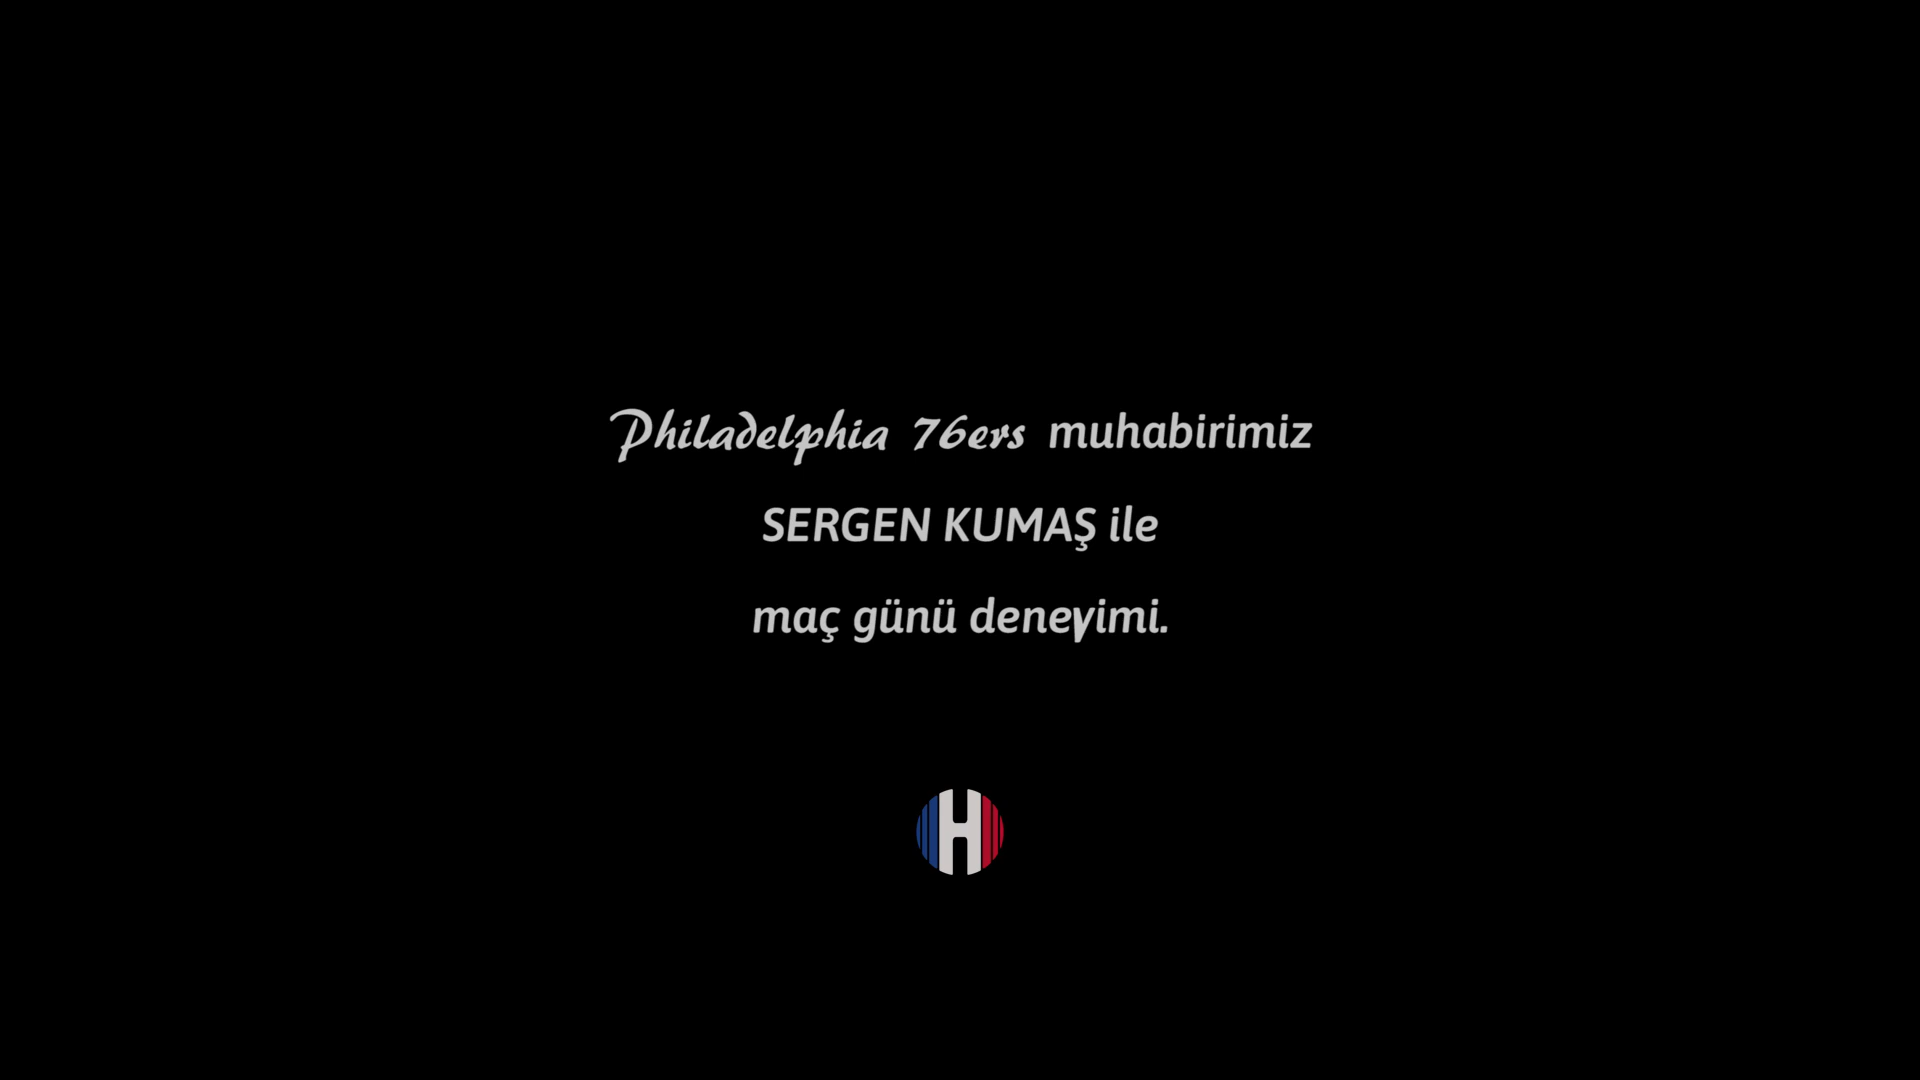 Philadelphia 76ers muhabirimiz
SERGEN KUMAŞ ile
maç günü deneyimi.
H